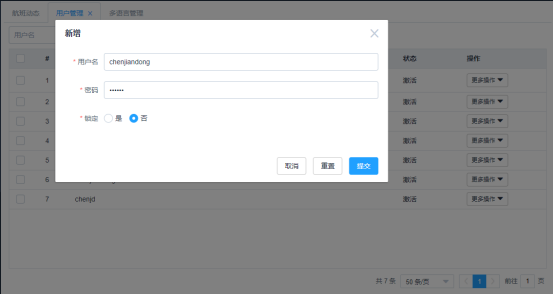 航班动态 用户管理 × 多语言管理
用户名
新增
* 用户名 chenjiandong
* 密码 ••••••
* 锁定 是 否
取消 重置 提交
# 状态 操作
1 激活 更多操作
2 激活 更多操作
3 激活 更多操作
4 激活 更多操作
5 激活 更多操作
6 激活 更多操作
7 chenjd 激活 更多操作
共 7 条 50 条/页 1 前往 1 页